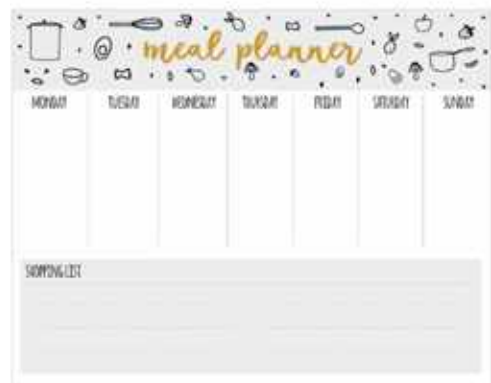 meal planner
MONDAY TUESDAY WEDNESDAY THURSDAY FRIDAY SATURDAY SUNDAY
SHOPPING LIST